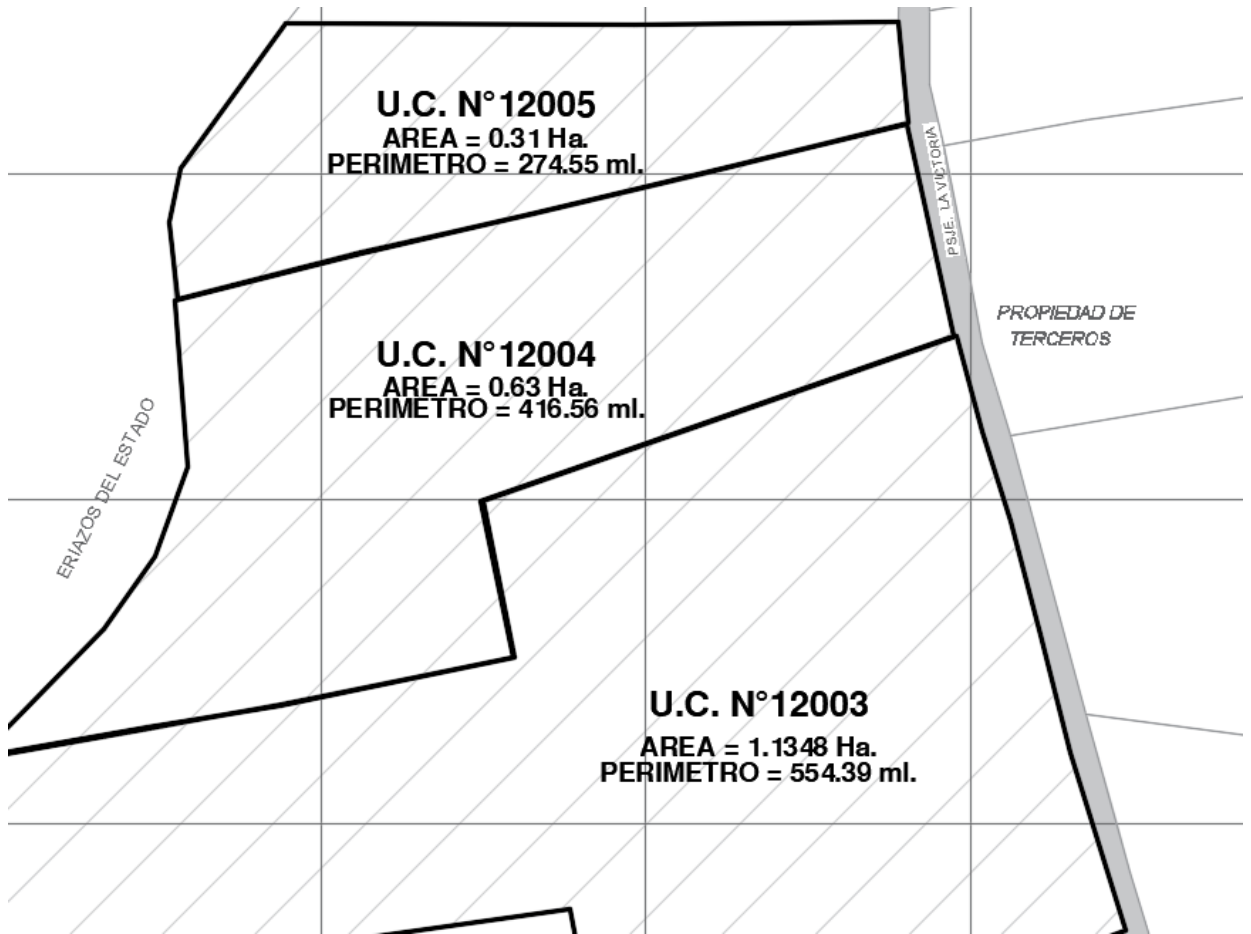 U.C. N°12005
AREA = 0.31 Ha.
PERIMETRO = 274.55 ml.
PSJE. LA VICTORIA
PROPIEDAD DE
TERCEROS
U.C. N°12004
AREA = 0.63 Ha.
PERIMETRO = 416.56 ml.
ERIAZOS DEL ESTADO
U.C. N°12003
AREA = 1.1348 Ha.
PERIMETRO = 554.39 ml.